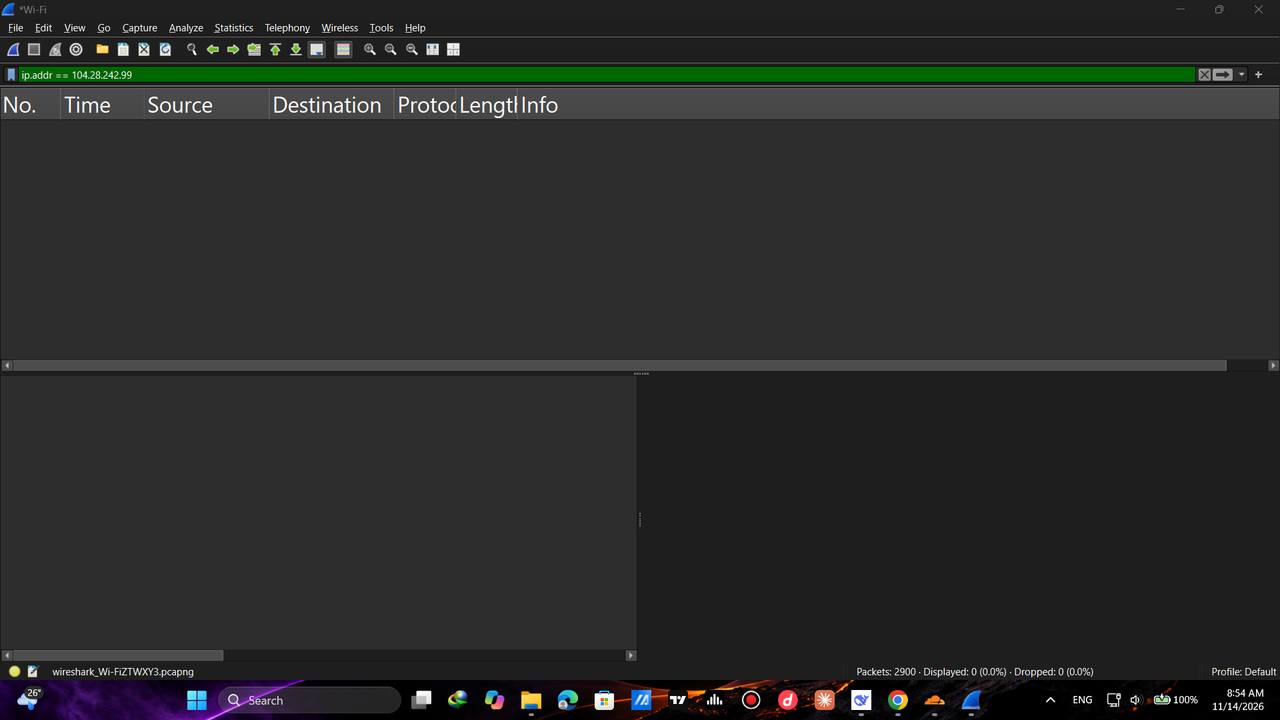 *Wi-Fi
File Edit View Go Capture Analyze Statistics Telephony Wireless Tools Help
ip.addr == 104.28.242.99
No. Time Source Destination Protoc Lengtl Info
wireshark_Wi-FiZTWXY3.pcapng Packets: 2900 · Displayed: 0 (0.0%) · Dropped: 0 (0.0%) Profile: Default
26° Search ENG 100% 8:54 AM
11/14/2026